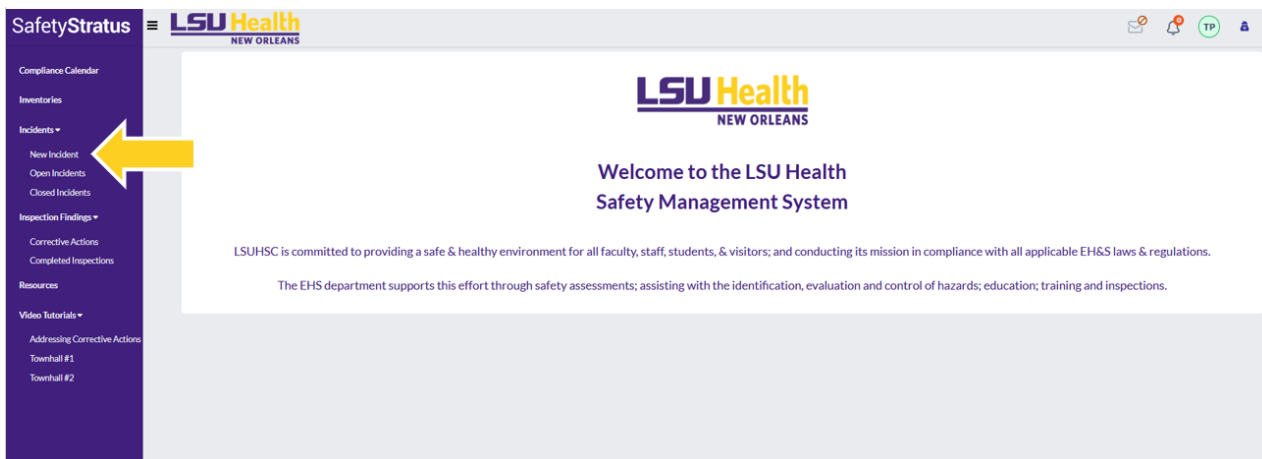 SafetyStratus
LSU Health
NEW ORLEANS
0
TP
Compliance Calendar
Inventories
Incidents
New Incident
Open Incidents
Closed Incidents
Inspection Findings
Corrective Actions
Completed Inspections
Resources
Video Tutorials
Addressing Corrective Actions
Townhall #1
Townhall #2
LSU Health
NEW ORLEANS
Welcome to the LSU Health
Safety Management System
LSUHSC is committed to providing a safe & healthy environment for all faculty, staff, students, & visitors; and conducting its mission in compliance with all applicable EH&S laws & regulations.
The EHS department supports this effort through safety assessments; assisting with the identification, evaluation and control of hazards; education; training and inspections.